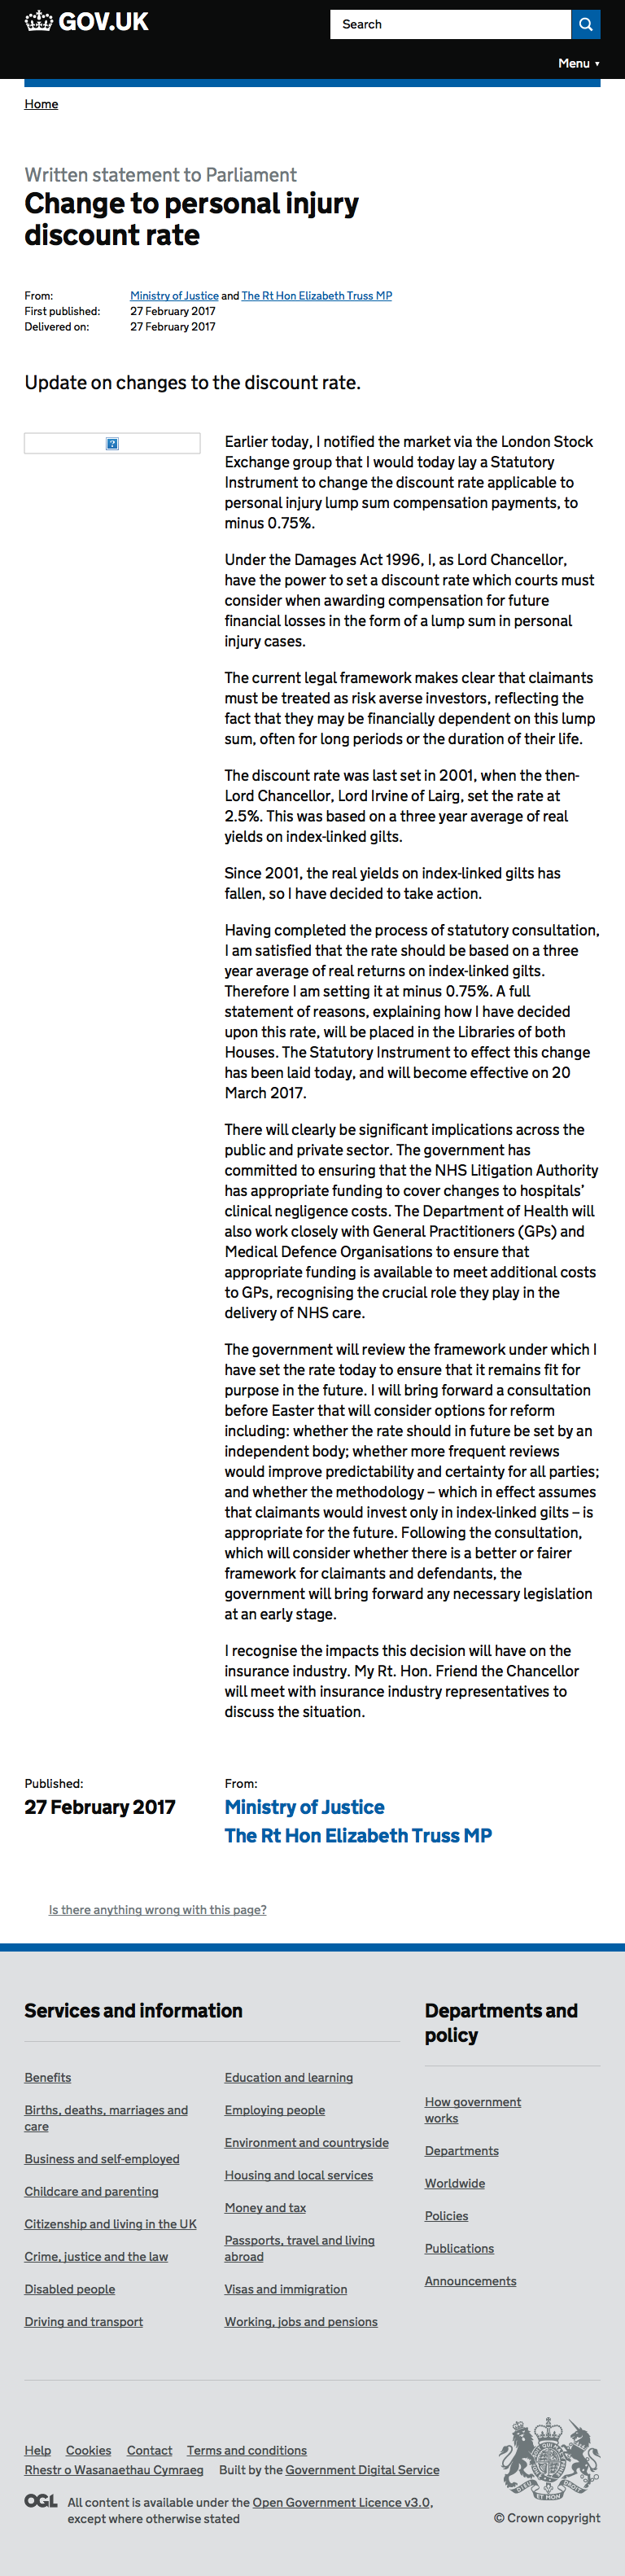 GOV.UK
Search
Menu ▼
Home
Written statement to Parliament
Change to personal injury
discount rate
From: Ministry of Justice and The Rt Hon Elizabeth Truss MP
First published: 27 February 2017
Delivered on: 27 February 2017
Update on changes to the discount rate.
Earlier today, I notified the market via the London Stock
Exchange group that I would today lay a Statutory
Instrument to change the discount rate applicable to
personal injury lump sum compensation payments, to
minus 0.75%.
Under the Damages Act 1996, I, as Lord Chancellor,
have the power to set a discount rate which courts must
consider when awarding compensation for future
financial losses in the form of a lump sum in personal
injury cases.
The current legal framework makes clear that claimants
must be treated as risk averse investors, reflecting the
fact that they may be financially dependent on this lump
sum, often for long periods or the duration of their life.
The discount rate was last set in 2001, when the then-
Lord Chancellor, Lord Irvine of Lairg, set the rate at
2.5%. This was based on a three year average of real
yields on index-linked gilts.
Since 2001, the real yields on index-linked gilts has
fallen, so I have decided to take action.
Having completed the process of statutory consultation,
I am satisfied that the rate should be based on a three
year average of real returns on index-linked gilts.
Therefore I am setting it at minus 0.75%. A full
statement of reasons, explaining how I have decided
upon this rate, will be placed in the Libraries of both
Houses. The Statutory Instrument to effect this change
has been laid today, and will become effective on 20
March 2017.
There will clearly be significant implications across the
public and private sector. The government has
committed to ensuring that the NHS Litigation Authority
has appropriate funding to cover changes to hospitals’
clinical negligence costs. The Department of Health will
also work closely with General Practitioners (GPs) and
Medical Defence Organisations to ensure that
appropriate funding is available to meet additional costs
to GPs, recognising the crucial role they play in the
delivery of NHS care.
The government will review the framework under which I
have set the rate today to ensure that it remains fit for
purpose in the future. I will bring forward a consultation
before Easter that will consider options for reform
including: whether the rate should in future be set by an
independent body; whether more frequent reviews
would improve predictability and certainty for all parties;
and whether the methodology – which in effect assumes
that claimants would invest only in index-linked gilts – is
appropriate for the future. Following the consultation,
which will consider whether there is a better or fairer
framework for claimants and defendants, the
government will bring forward any necessary legislation
at an early stage.
I recognise the impacts this decision will have on the
insurance industry. My Rt. Hon. Friend the Chancellor
will meet with insurance industry representatives to
discuss the situation.
Published:
27 February 2017
From:
Ministry of Justice
The Rt Hon Elizabeth Truss MP
Is there anything wrong with this page?
Services and information
Benefits
Births, deaths, marriages and
care
Business and self-employed
Childcare and parenting
Citizenship and living in the UK
Crime, justice and the law
Disabled people
Driving and transport
Education and learning
Employing people
Environment and countryside
Housing and local services
Money and tax
Passports, travel and living
abroad
Visas and immigration
Working, jobs and pensions
Departments and
policy
How government
works
Departments
Worldwide
Policies
Publications
Announcements
Help Cookies Contact Terms and conditions
Rhestr o Wasanaethau Cymraeg Built by the Government Digital Service
OGL All content is available under the Open Government Licence v3.0,
except where otherwise stated
© Crown copyright